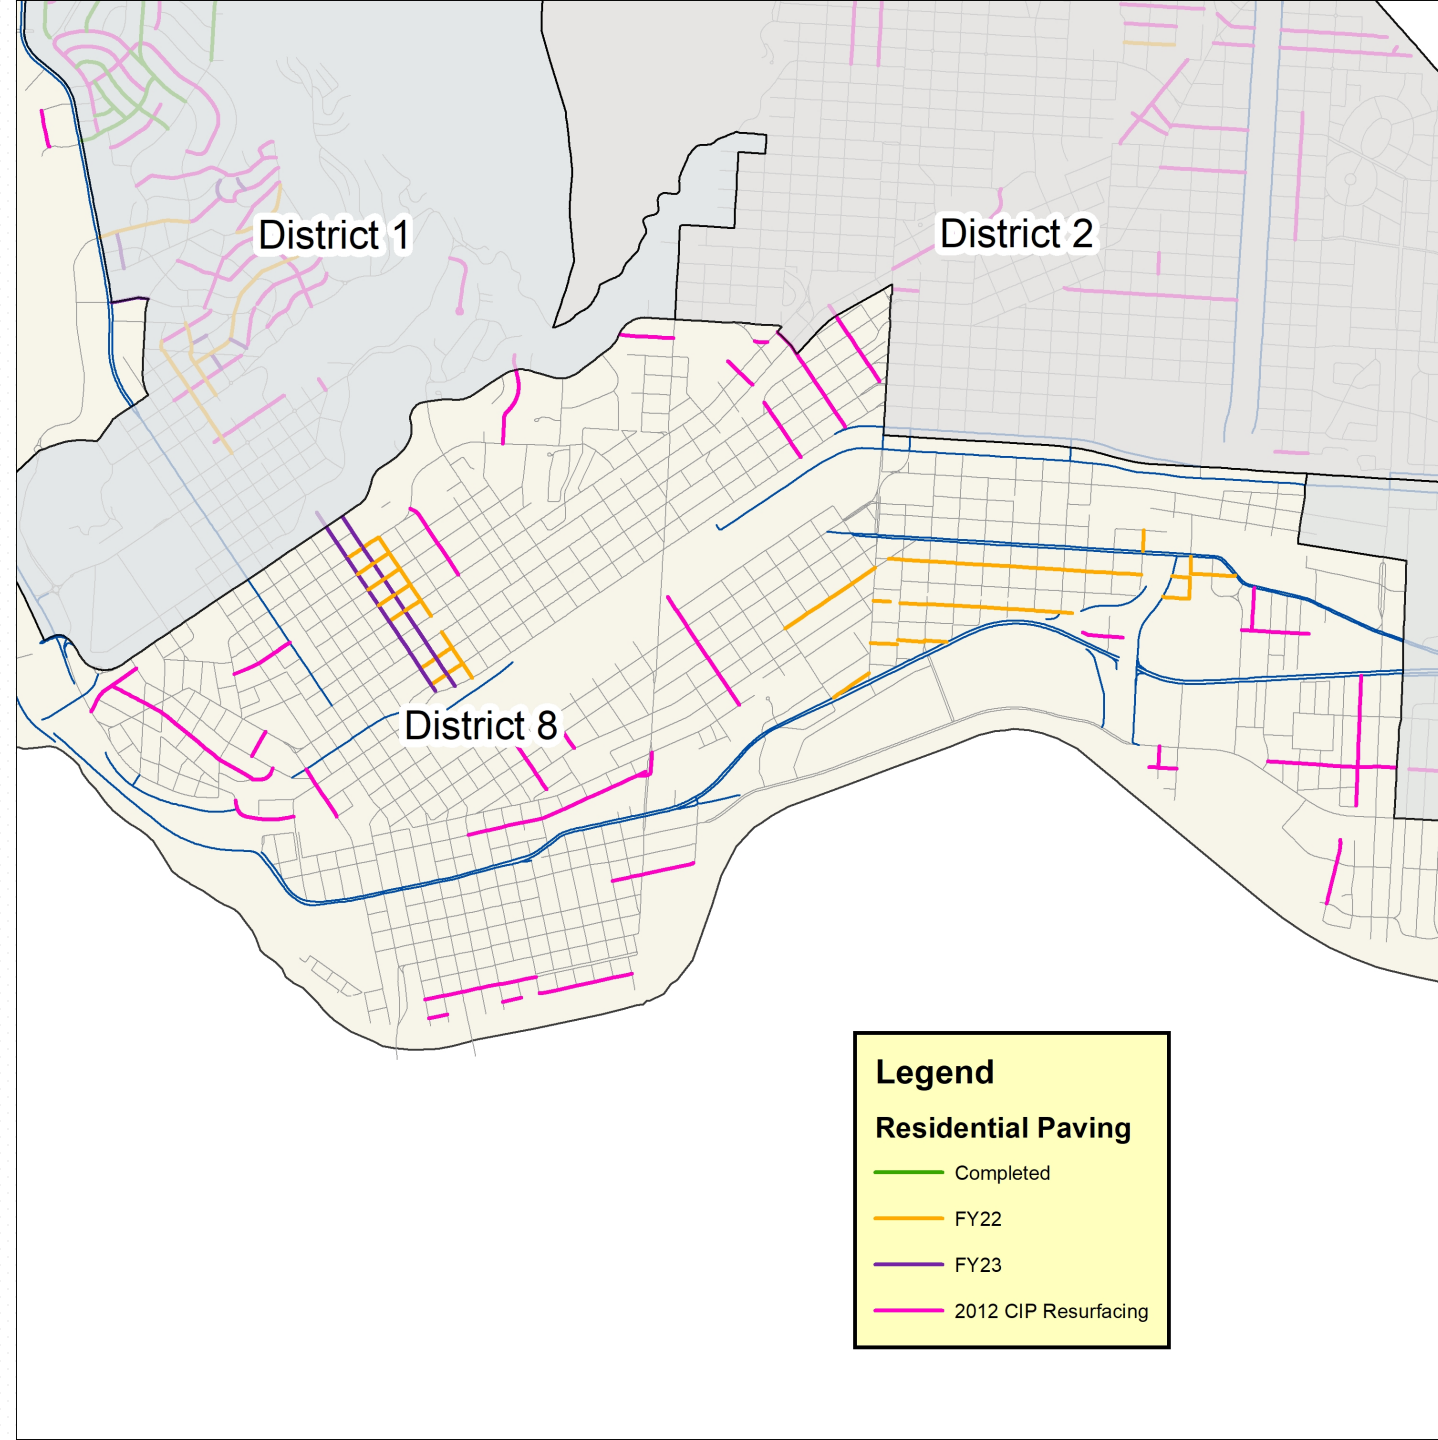 District 1
District 2
District 8
Legend
Residential Paving
Completed
FY22
FY23
2012 CIP Resurfacing